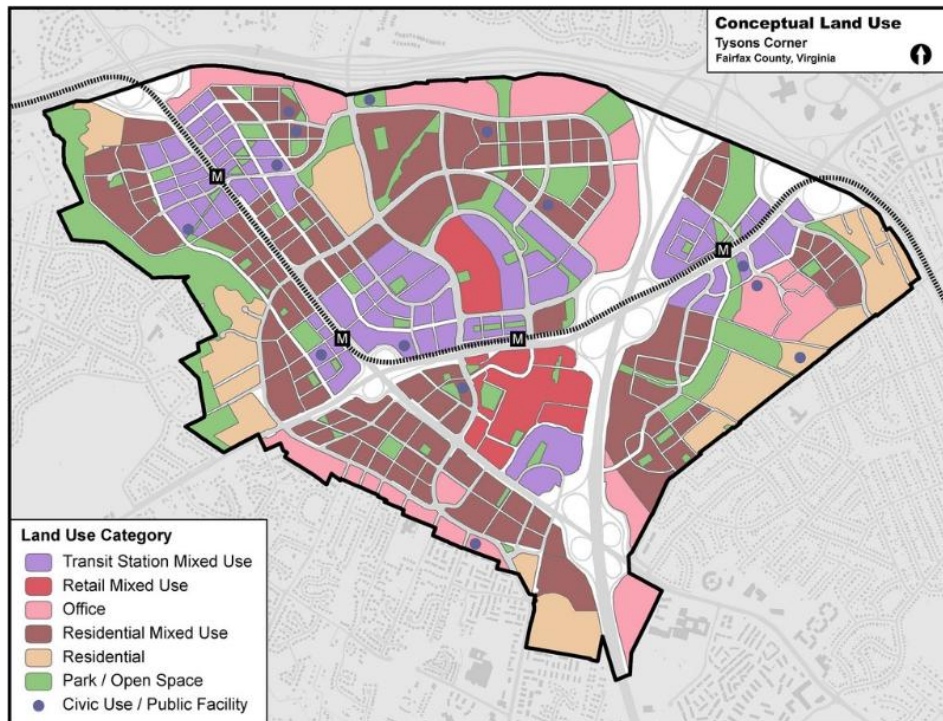 Conceptual Land Use
Tysons Corner
Fairfax County, Virginia
M
M
M
M
Land Use Category
Transit Station Mixed Use
Retail Mixed Use
Office
Residential Mixed Use
Residential
Park / Open Space
Civic Use / Public Facility